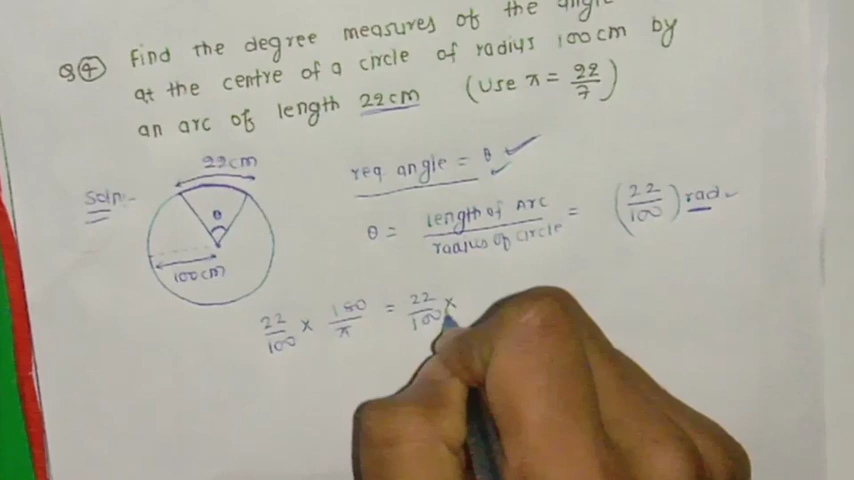 Q④ Find the degree measures of the angle
at the centre of a circle of radius 100cm by
an arc of length 22cm (Use π = 22/7)
22cm
req angle = θ ✓
Soln:-
θ
θ = length of Arc / radius of circle = (22/100) rad
100cm
22/100 × 180/π = 22/100 ×